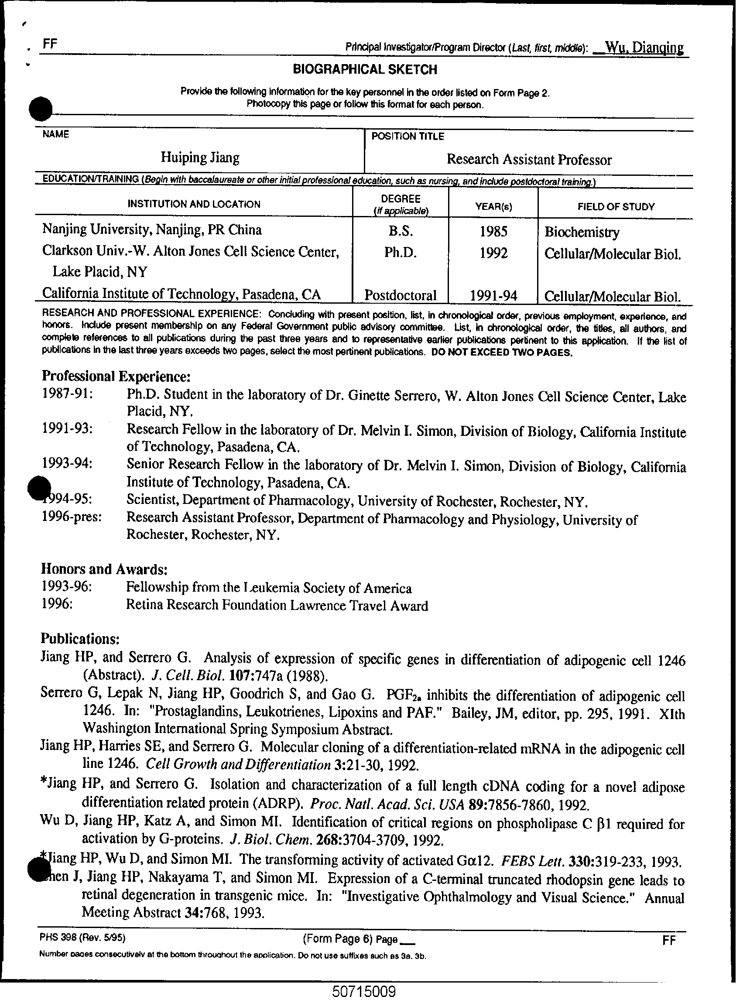 FF
Principal Investigator/Program Director (Last, first, middle): Wu, Dianqing
BIOGRAPHICAL SKETCH
Provide the following information for the key personnel in the order listed on Form Page 2.
Photocopy this page or follow this format for each person.
NAME
POSITION TITLE
Huiping Jiang
Research Assistant Professor
EDUCATION/TRAINING (Begin with baccalaureate or other initial professional education, such as nursing, and include postdoctoral training.)
INSTITUTION AND LOCATION
DEGREE
(if applicable)
YEAR(s)
FIELD OF STUDY
Nanjing University, Nanjing, PR China
B.S.
1985
Biochemistry
Clarkson Univ.-W. Alton Jones Cell Science Center,
Lake Placid, NY
Ph.D.
1992
Cellular/Molecular Biol.
California Institute of Technology, Pasadena, CA
Postdoctoral
1991-94
Cellular/Molecular Biol.
RESEARCH AND PROFESSIONAL EXPERIENCE: Concluding with present position, list, in chronological order, previous employment, experience, and
honors. Include present membership on any Federal Government public advisory committee. List, in chronological order, the titles, all authors, and
complete references to all publications during the past three years and to representative earlier publications pertinent to this application. If the list of
publications in the last three years exceeds two pages, select the most pertinent publications. DO NOT EXCEED TWO PAGES.
Professional Experience:
1987-91: Ph.D. Student in the laboratory of Dr. Ginette Serrero, W. Alton Jones Cell Science Center, Lake
Placid, NY.
1991-93: Research Fellow in the laboratory of Dr. Melvin I. Simon, Division of Biology, California Institute
of Technology, Pasadena, CA.
1993-94: Senior Research Fellow in the laboratory of Dr. Melvin I. Simon, Division of Biology, California
Institute of Technology, Pasadena, CA.
994-95: Scientist, Department of Pharmacology, University of Rochester, Rochester, NY.
1996-pres: Research Assistant Professor, Department of Pharmacology and Physiology, University of
Rochester, Rochester, NY.
Honors and Awards:
1993-96: Fellowship from the Leukemia Society of America
1996: Retina Research Foundation Lawrence Travel Award
Publications:
Jiang HP, and Serrero G. Analysis of expression of specific genes in differentiation of adipogenic cell 1246
(Abstract). J. Cell. Biol. 107:747a (1988).
Serrero G, Lepak N, Jiang HP, Goodrich S, and Gao G. PGF2a inhibits the differentiation of adipogenic cell
1246. In: "Prostaglandins, Leukotrienes, Lipoxins and PAF." Bailey, JM, editor, pp. 295, 1991. XIth
Washington International Spring Symposium Abstract.
Jiang HP, Harries SE, and Serrero G. Molecular cloning of a differentiation-related mRNA in the adipogenic cell
line 1246. Cell Growth and Differentiation 3:21-30, 1992.
*Jiang HP, and Serrero G. Isolation and characterization of a full length cDNA coding for a novel adipose
differentiation related protein (ADRP). Proc. Natl. Acad. Sci. USA 89:7856-7860, 1992.
Wu D, Jiang HP, Katz A, and Simon MI. Identification of critical regions on phospholipase C β1 required for
activation by G-proteins. J. Biol. Chem. 268:3704-3709, 1992.
*Jiang HP, Wu D, and Simon MI. The transforming activity of activated Gα12. FEBS Lett. 330:319-233, 1993.
hen J, Jiang HP, Nakayama T, and Simon MI. Expression of a C-terminal truncated rhodopsin gene leads to
retinal degeneration in transgenic mice. In: "Investigative Ophthalmology and Visual Science." Annual
Meeting Abstract 34:768, 1993.
PHS 398 (Rev. 5/95)
(Form Page 6) Page
FF
Number pages consecutively at the bottom throughout the application. Do not use suffixes such as 3a. 3b.
50715009